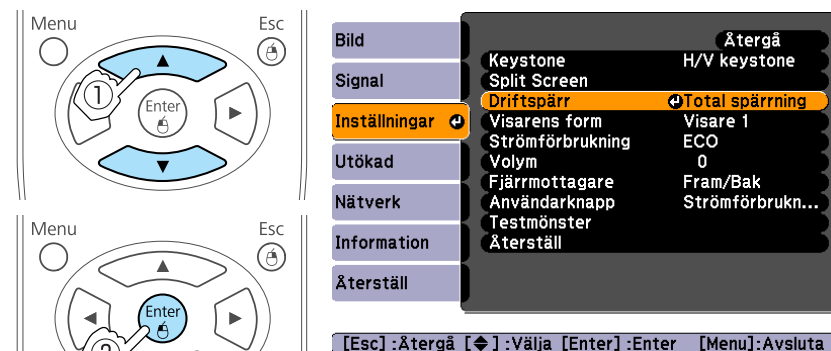 Menu Esc
1
Enter
Menu Esc
Enter
2
Bild
Signal
Inställningar
Utökad
Nätverk
Information
Återställ
Återgå
Keystone H/V keystone
Split Screen
Driftspärr Total spärrning
Visarens form Visare 1
Strömförbrukning ECO
Volym 0
Fjärrmottagare Fram/Bak
Användarknapp Strömförbrukn...
Testmönster
Återställ
[Esc] :Återgå [◆] :Välja [Enter] :Enter [Menu]:Avsluta